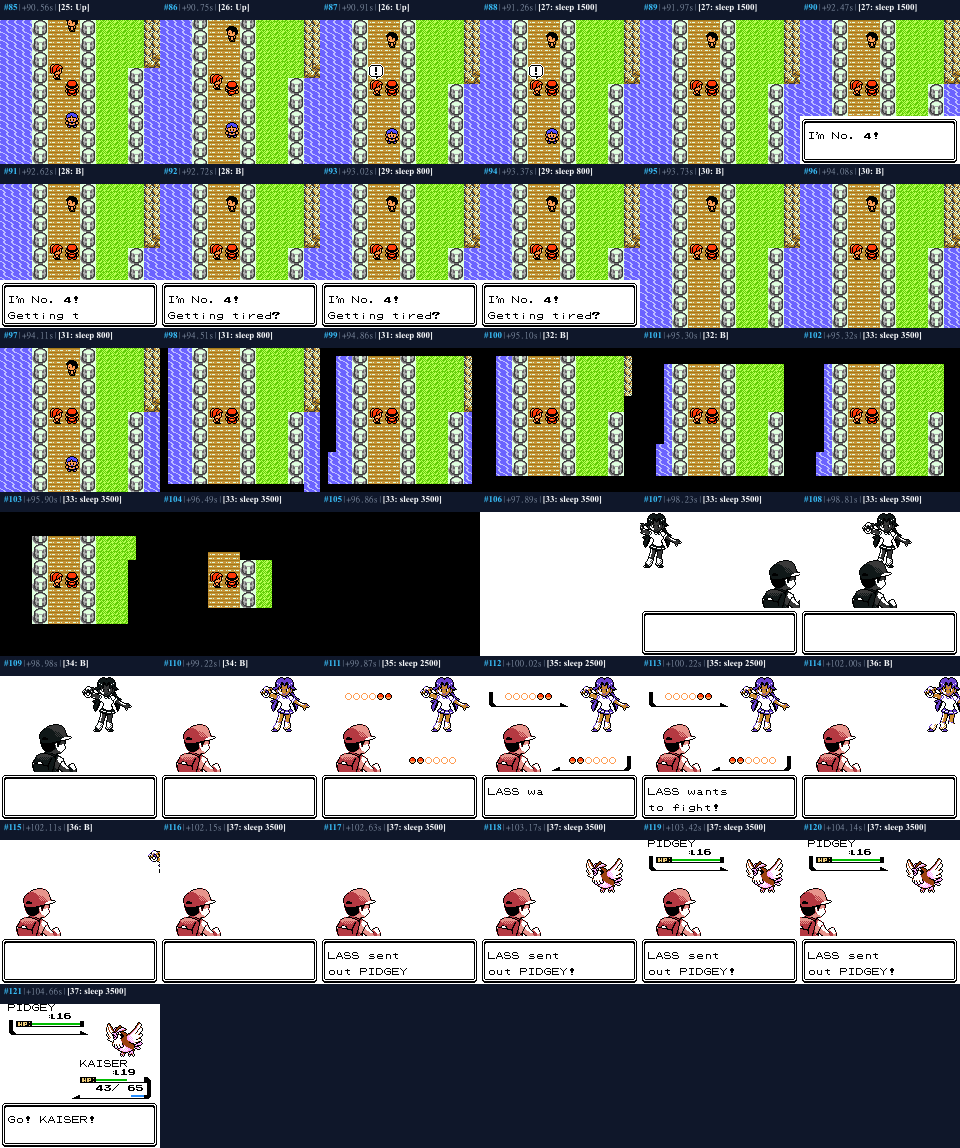 #85|+90.56s|[25: Up]
#86|+90.75s|[26: Up]
#87|+90.91s|[26: Up]
#88|+91.26s|[27: sleep 1500]
#89|+91.97s|[27: sleep 1500]
#90|+92.47s|[27: sleep 1500]
!
!
I'm No. 4!
#91|+92.62s|[28: B]
#92|+92.72s|[28: B]
#93|+93.02s|[29: sleep 800]
#94|+93.37s|[29: sleep 800]
#95|+93.73s|[30: B]
#96|+94.08s|[30: B]
I'm No. 4!
Getting t
I'm No. 4!
Getting tired?
I'm No. 4!
Getting tired?
I'm No. 4!
Getting tired?
#97|+94.11s|[31: sleep 800]
#98|+94.51s|[31: sleep 800]
#99|+94.86s|[31: sleep 800]
#100|+95.10s|[32: B]
#101|+95.30s|[32: B]
#102|+95.32s|[33: sleep 3500]
#103|+95.90s|[33: sleep 3500]
#104|+96.49s|[33: sleep 3500]
#105|+96.86s|[33: sleep 3500]
#106|+97.89s|[33: sleep 3500]
#107|+98.23s|[33: sleep 3500]
#108|+98.81s|[33: sleep 3500]
#109|+98.98s|[34: B]
#110|+99.22s|[34: B]
#111|+99.87s|[35: sleep 2500]
#112|+100.02s|[35: sleep 2500]
#113|+100.22s|[35: sleep 2500]
#114|+102.00s|[36: B]
LASS wa
LASS wants
to fight!
#115|+102.11s|[36: B]
#116|+102.15s|[37: sleep 3500]
#117|+102.63s|[37: sleep 3500]
#118|+103.17s|[37: sleep 3500]
#119|+103.42s|[37: sleep 3500]
#120|+104.14s|[37: sleep 3500]
LASS sent
out PIDGEY
LASS sent
out PIDGEY!
PIDGEY
:L16
HP:
LASS sent
out PIDGEY!
PIDGEY
:L16
HP:
LASS sent
out PIDGEY!
#121|+104.66s|[37: sleep 3500]
PIDGEY
:L16
HP:
KAISER
:L19
HP:
43/ 65
Go! KAISER!